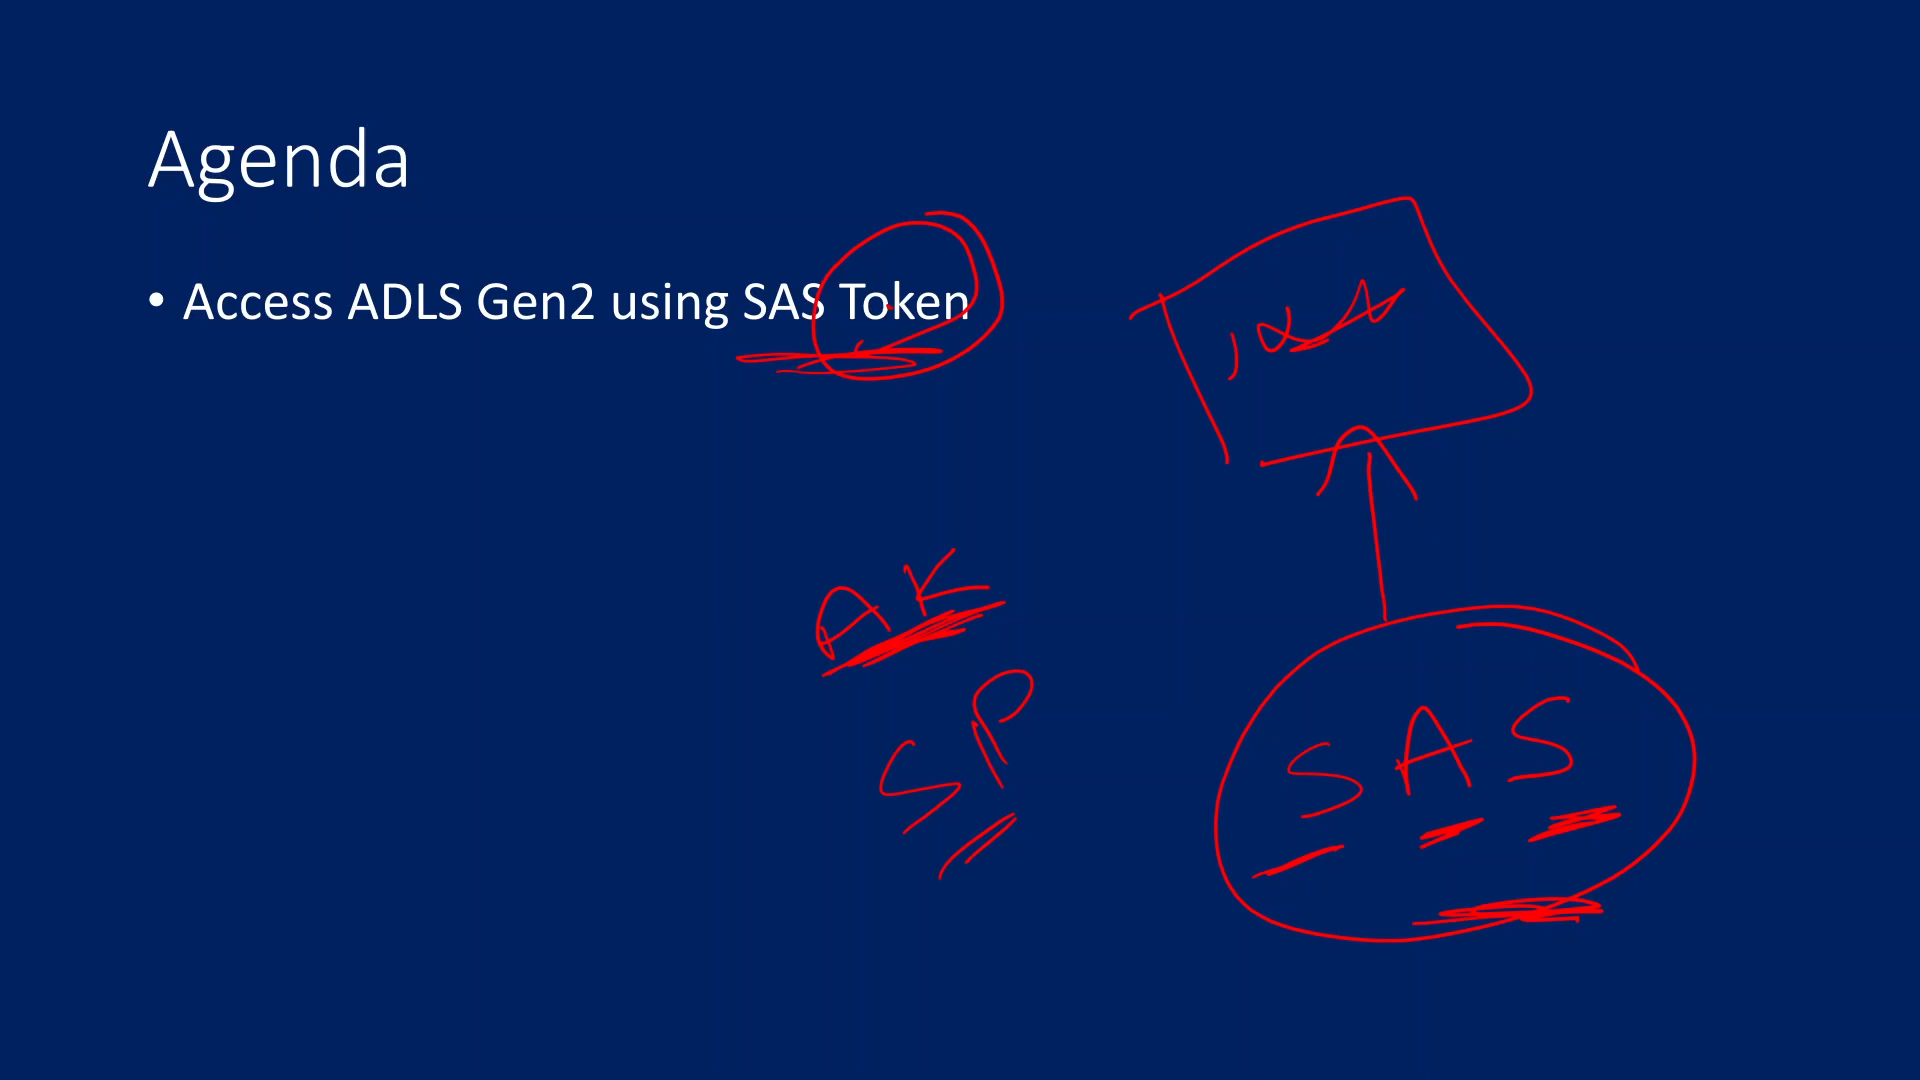 Agenda
• Access ADLS Gen2 using SAS Token
AK
SP
SAS